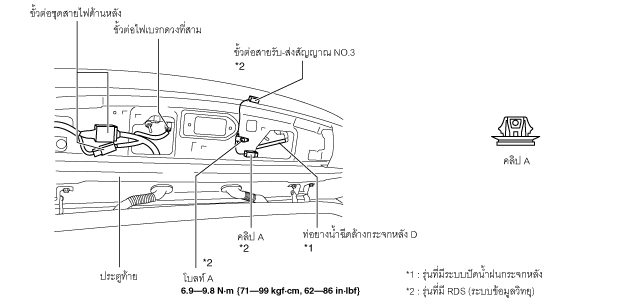 ขั้วต่อชุดสายไฟด้านหลัง
ขั้วต่อไฟเบรกดวงที่สาม
ขั้วต่อสายรับ-ส่งสัญญาณ NO.3
*2
คลิป A
คลิป A
*2
ท่อยางน้ำฉีดล้างกระจกหลัง D
*1
ประตูท้าย
*2
โบลท์ A
6.9—9.8 N·m {71—99 kgf·cm, 62—86 in·lbf}
*1 : รุ่นที่มีระบบปัดน้ำฝนกระจกหลัง
*2 : รุ่นที่มี RDS (ระบบข้อมูลวิทยุ)